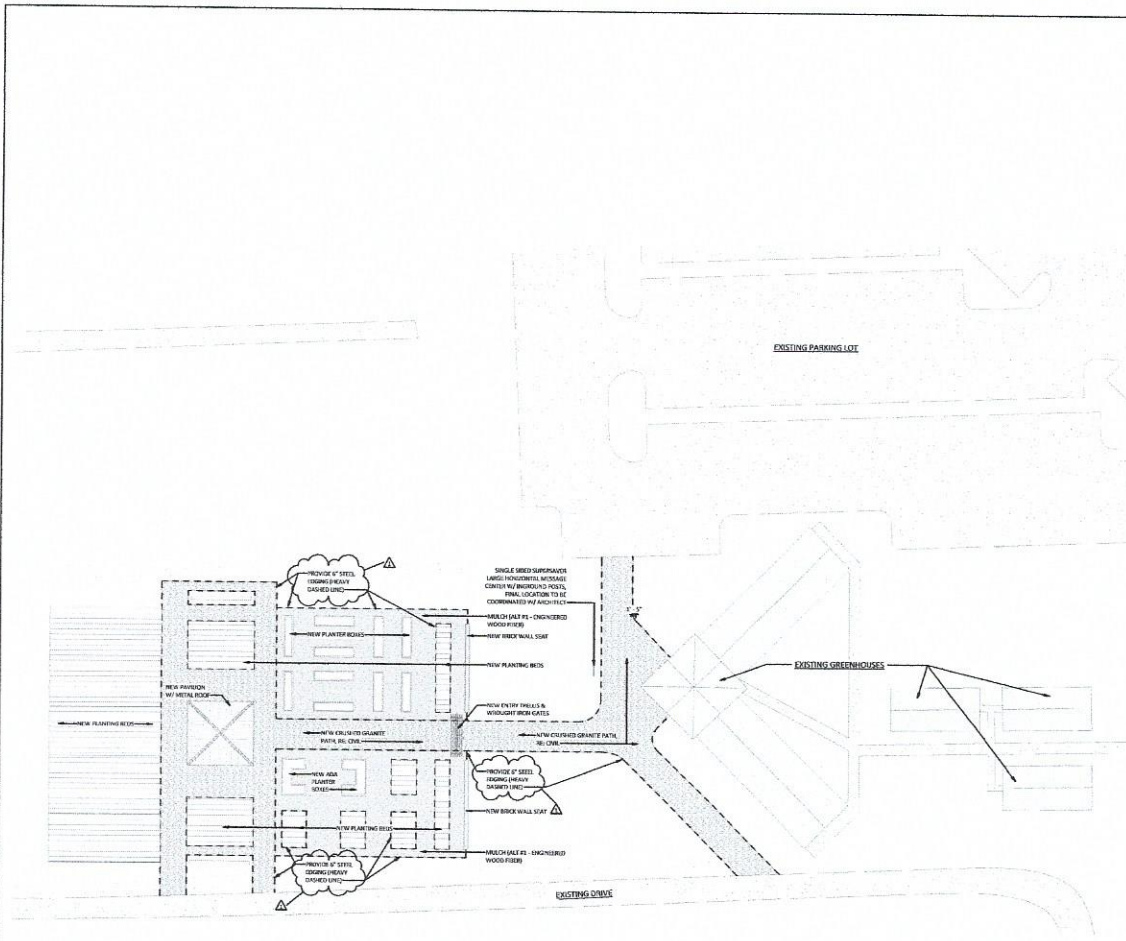 EXISTING PARKING LOT
PROVIDE 6" STEEL
EDGING (HEAVY
DASHED LINE)
SINGLE SIDED SUPERSAVER
LARGE HORIZONTAL MESSAGE
CENTER W/ INGROUND POSTS,
FINAL LOCATION TO BE
COORDINATED W/ ARCHITECT
MULCH (ALT #1 - ENGINEERED
WOOD FIBER)
NEW PLANTER BOXES
NEW BRICK WALL SEAT
NEW PLANTING BEDS
EXISTING GREENHOUSES
NEW PAVILION
W/ METAL ROOF
NEW PLANTING BEDS
NEW ENTRY TRELLIS &
WROUGHT IRON GATES
NEW CRUSHED GRANITE
PATH, RE: CIVIL
NEW CRUSHED GRANITE PATH,
RE: CIVIL
NEW ADA
PLANTER
BOXES
PROVIDE 6" STEEL
EDGING (HEAVY
DASHED LINE)
NEW BRICK WALL SEAT
NEW PLANTING BEDS
MULCH (ALT #1 - ENGINEERED
WOOD FIBER)
PROVIDE 6" STEEL
EDGING (HEAVY
DASHED LINE)
EXISTING DRIVE